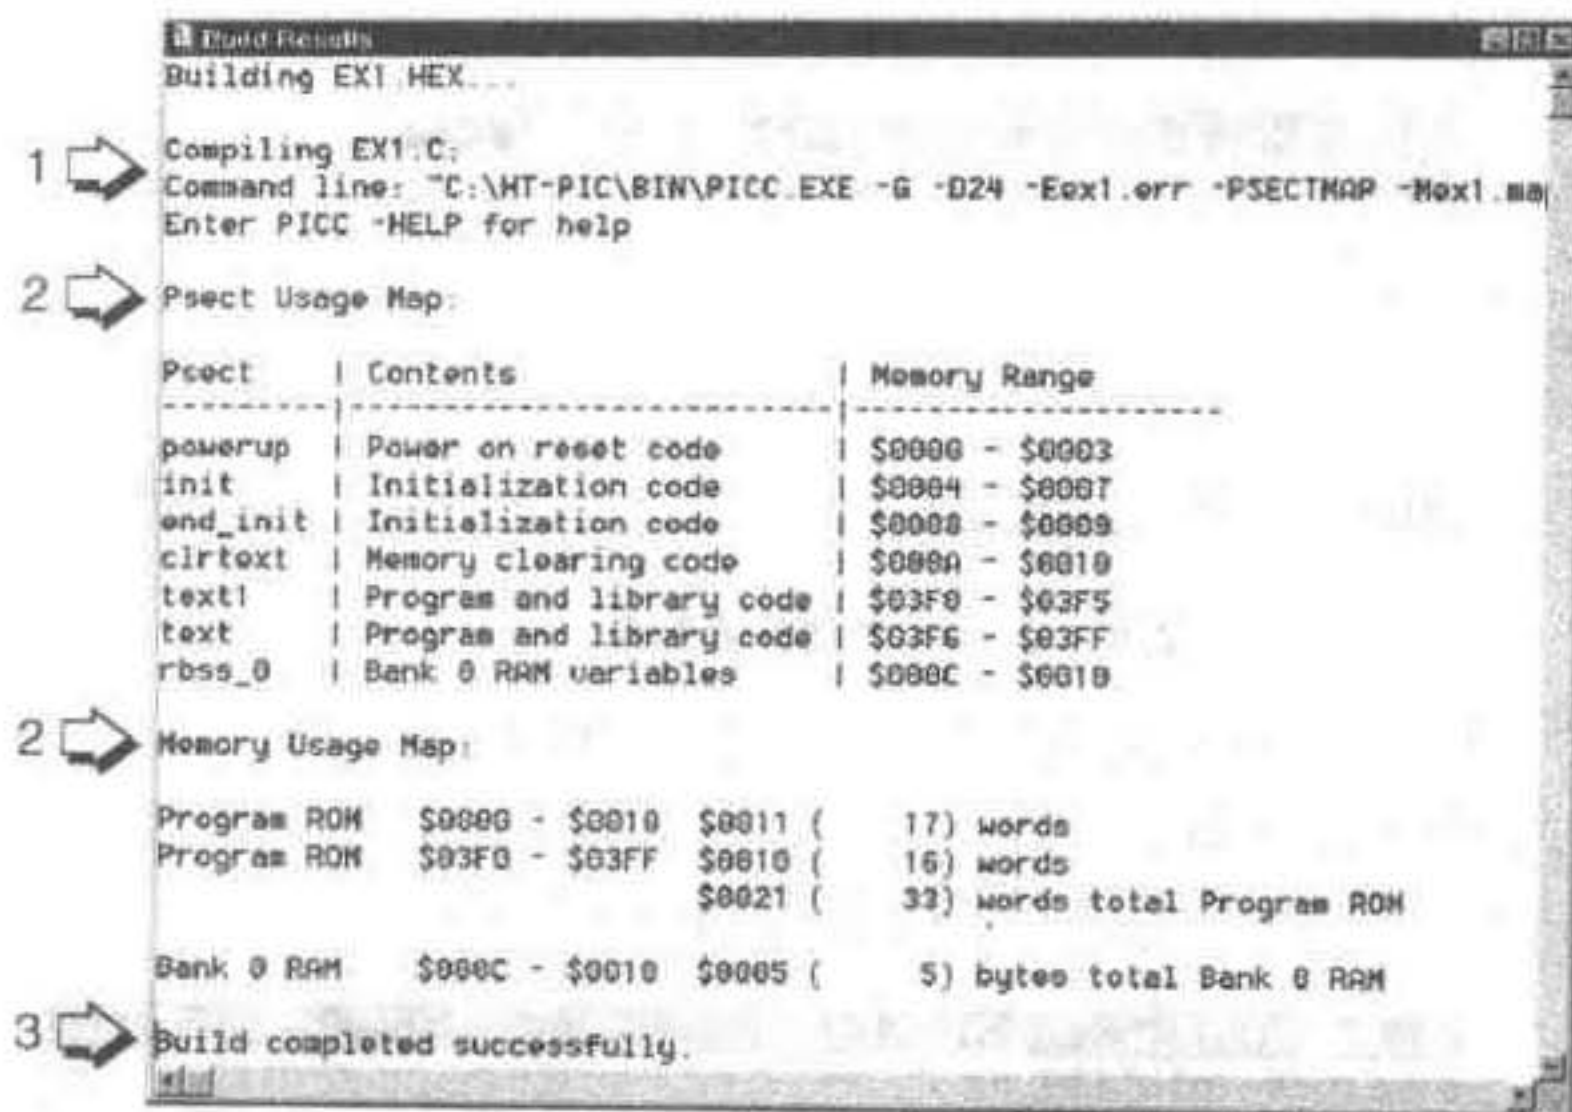 Build Results
Building EX1.HEX...
1
Compiling EX1.C:
Command line: "C:\HT-PIC\BIN\PICC.EXE -G -D24 -Eex1.err -PSECTMAP -Mex1.ma
Enter PICC -HELP for help
2
Psect Usage Map:
Psect | Contents | Memory Range
---------|--------------------------|--------------------
powerup | Power on reset code | $0000 - $0003
init | Initialization code | $0004 - $0007
end_init | Initialization code | $0008 - $0009
clrtext | Memory clearing code | $000A - $0010
text1 | Program and library code | $03F0 - $03F5
text | Program and library code | $03F6 - $03FF
rbss_0 | Bank 0 RAM variables | $000C - $0010
2
Memory Usage Map:
Program ROM $0000 - $0010 $0011 ( 17) words
Program ROM $03F0 - $03FF $0010 ( 16) words
$0021 ( 33) words total Program ROM
Bank 0 RAM $000C - $0010 $0005 ( 5) bytes total Bank 0 RAM
3
Build completed successfully.